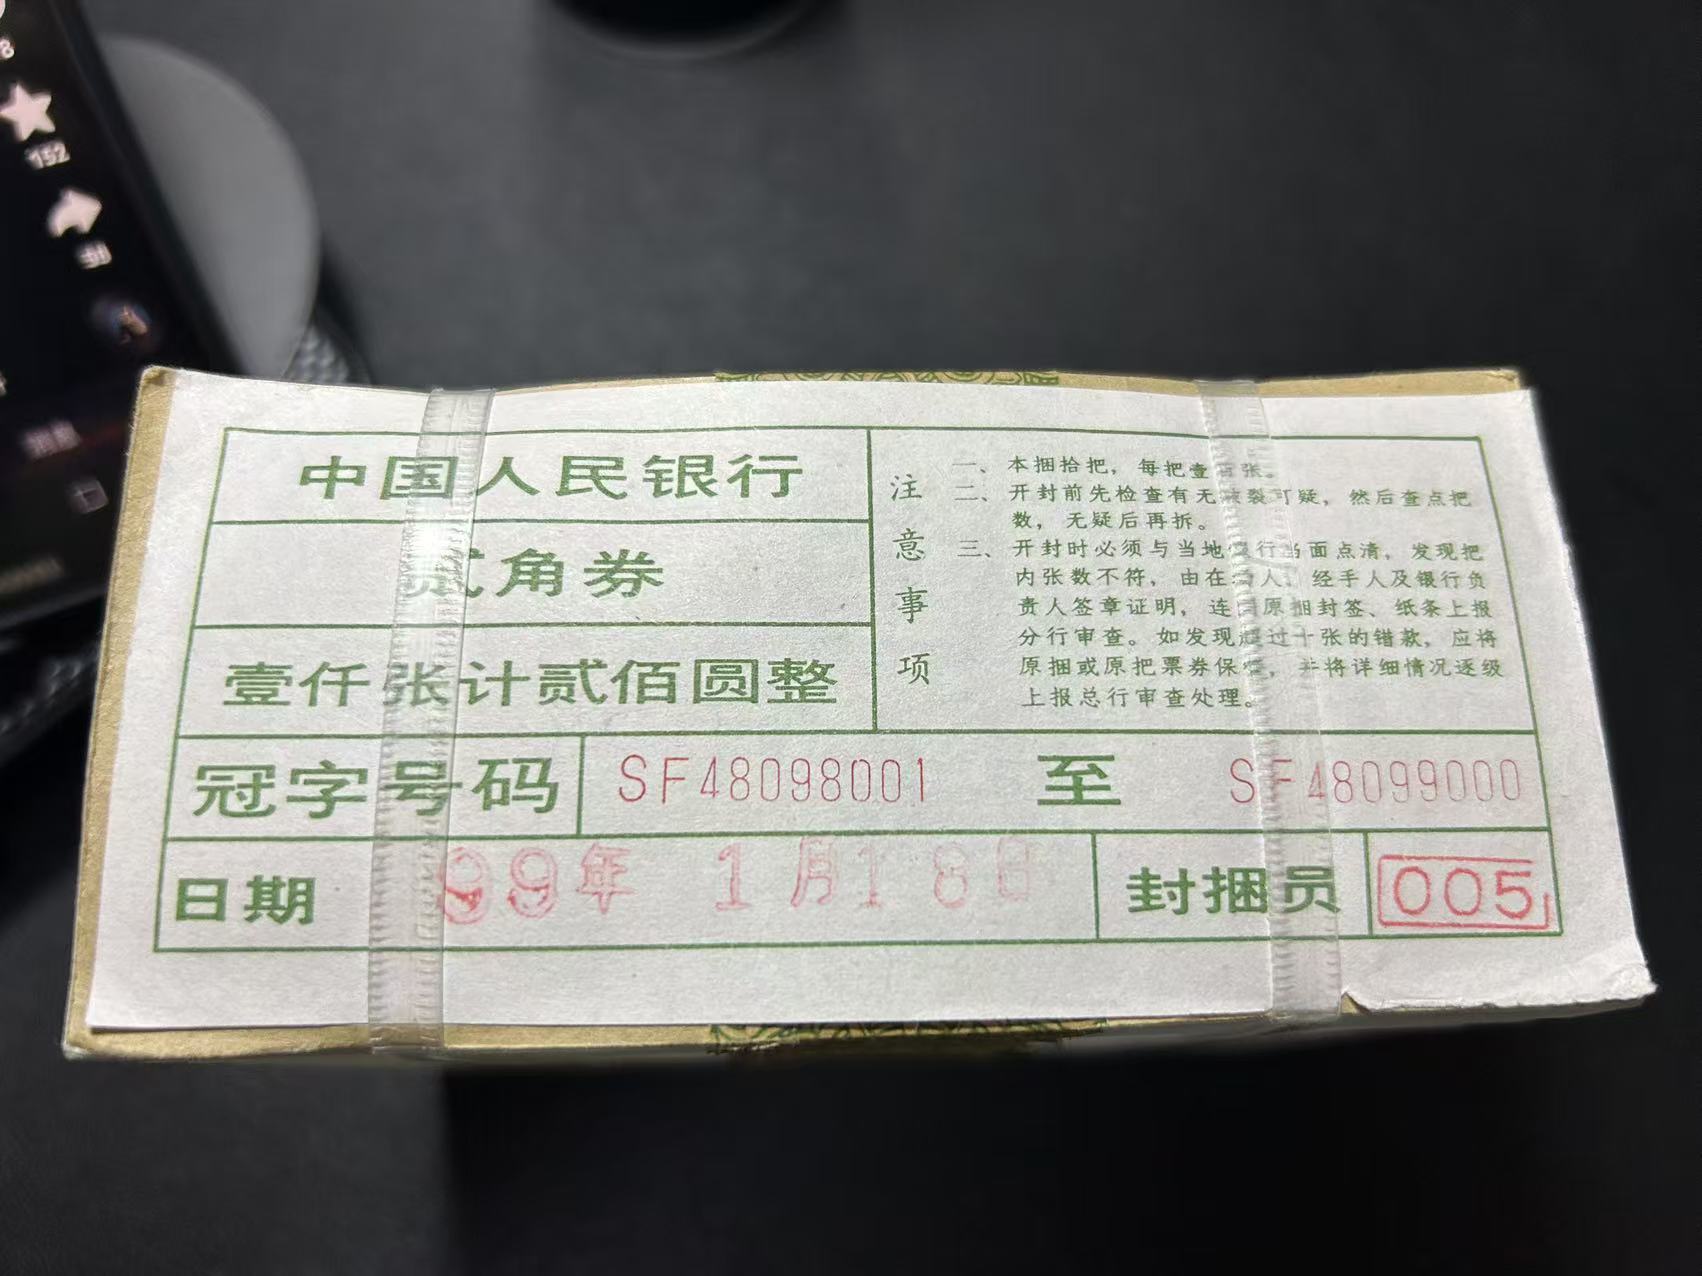 152
中国人民银行
贰角券
壹仟张计贰佰圆整
注意事项
一、本捆拾把，每把壹百张。
二、开封前先检查有无破裂可疑，然后查点把
数，无疑后再拆。
三、开封时必须与当地银行当面点清，发现把
内张数不符，由在场人、经手人及银行负
责人签章证明，连同原捆封签、纸条上报
分行审查。如发现超过十张的错款，应将
原捆或原把票券保管，并将详细情况逐级
上报总行审查处理。
冠字号码 SF48098001 至 SF48099000
日期 99年 1月18日 封捆员 005